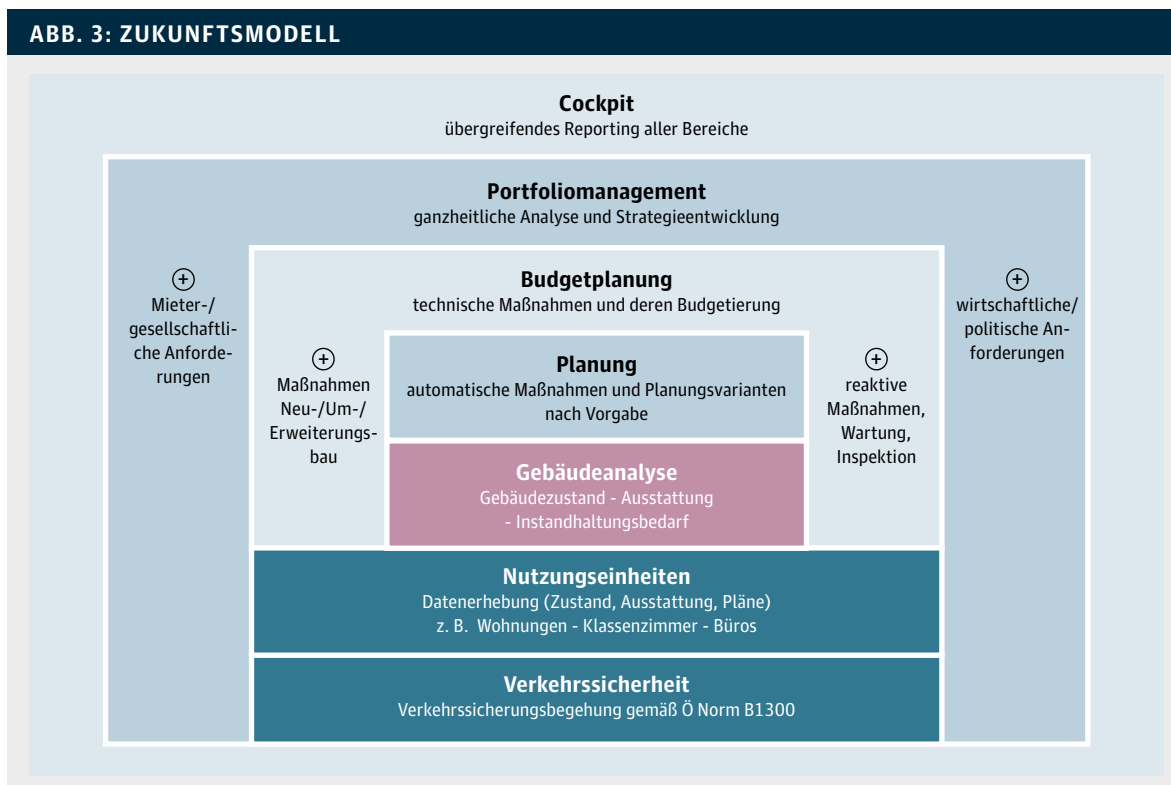 ABB. 3: ZUKUNFTSMODELL
Cockpit
übergreifendes Reporting aller Bereiche
Portfoliomanagement
ganzheitliche Analyse und Strategieentwicklung
+
Mieter-/
gesellschaftli-
che Anforde-
rungen
Budgetplanung
technische Maßnahmen und deren Budgetierung
+
Maßnahmen
Neu-/Um-/
Erweiterungs-
bau
Planung
automatische Maßnahmen und Planungsvarianten
nach Vorgabe
Gebäudeanalyse
Gebäudezustand - Ausstattung
- Instandhaltungsbedarf
+
reaktive
Maßnahmen,
Wartung,
Inspektion
+
wirtschaftliche/
politische An-
forderungen
Nutzungseinheiten
Datenerhebung (Zustand, Ausstattung, Pläne)
z. B. Wohnungen - Klassenzimmer - Büros
Verkehrssicherheit
Verkehrssicherungsbegehung gemäß Ö Norm B1300